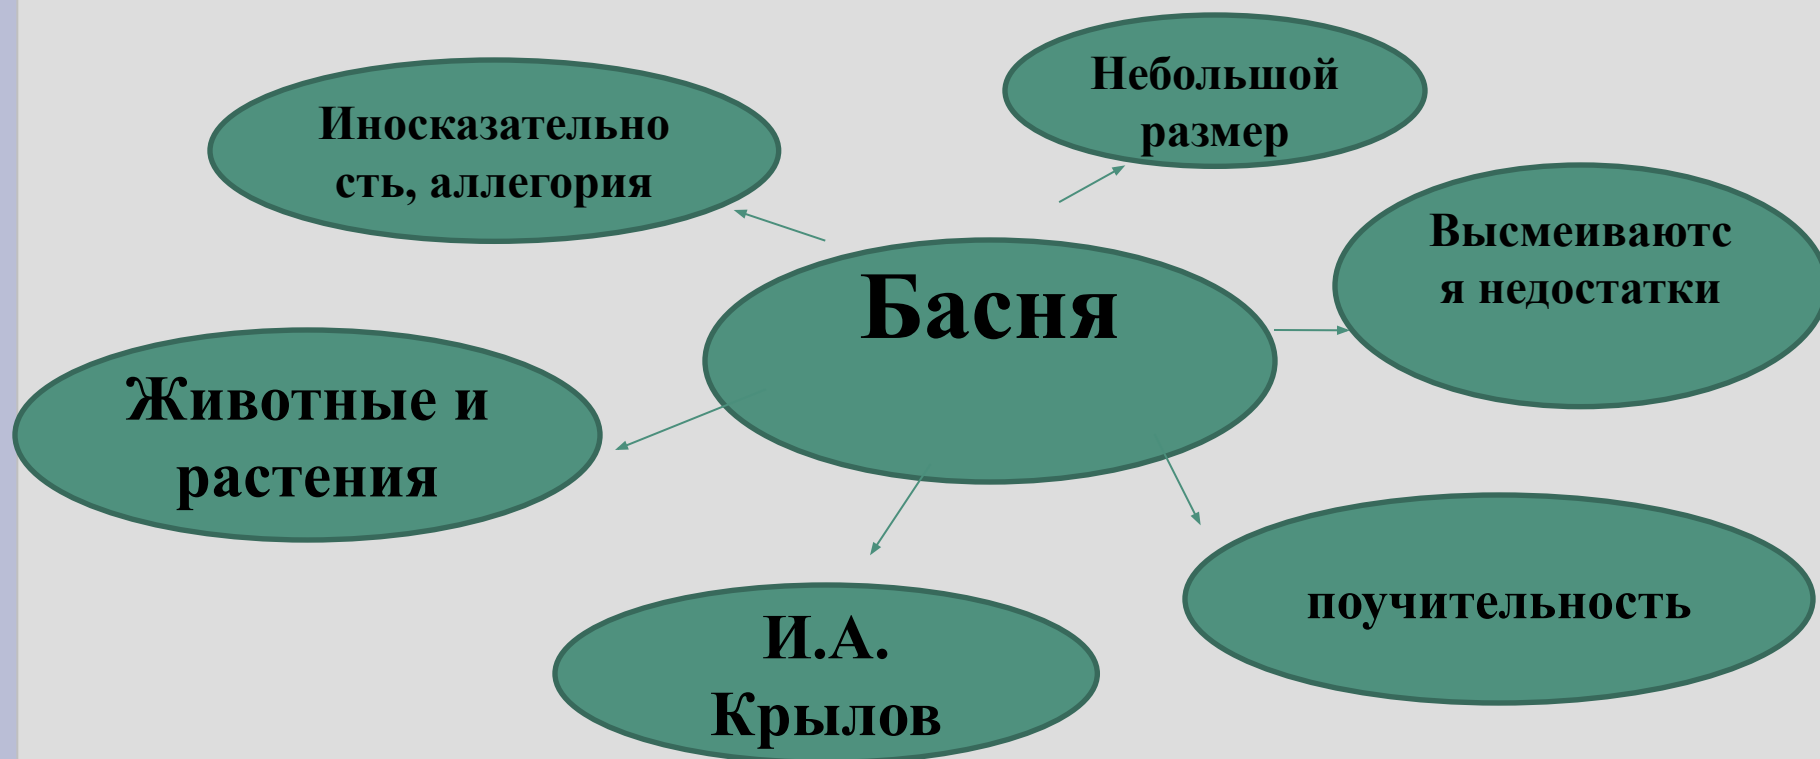 Небольшой
размер
Иносказательно
сть, аллегория
Высмеиваютс
я недостатки
Басня
Животные и
растения
поучительность
И.А.
Крылов